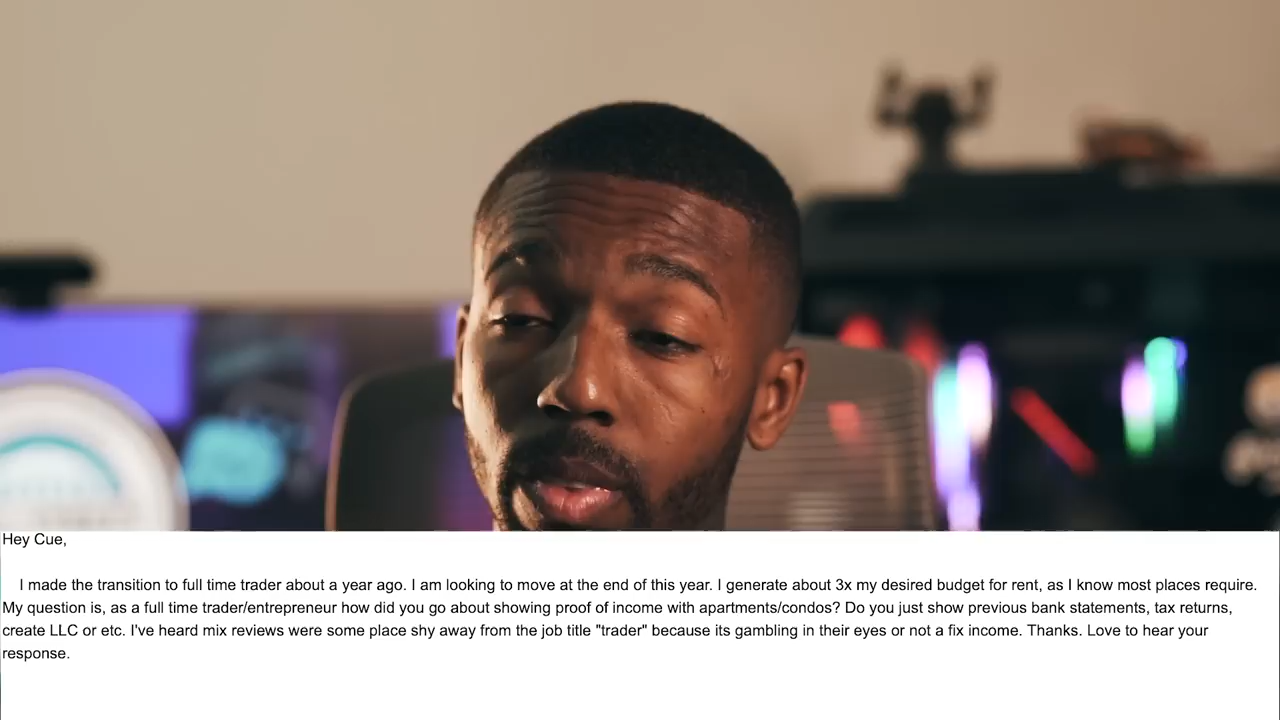 Hey Cue,
I made the transition to full time trader about a year ago. I am looking to move at the end of this year. I generate about 3x my desired budget for rent, as I know most places require.
My question is, as a full time trader/entrepreneur how did you go about showing proof of income with apartments/condos? Do you just show previous bank statements, tax returns,
create LLC or etc. I've heard mix reviews were some place shy away from the job title "trader" because its gambling in their eyes or not a fix income. Thanks. Love to hear your
response.